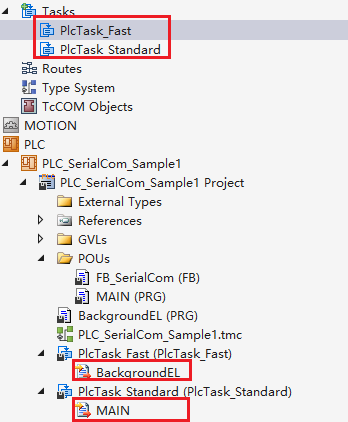 Tasks
PlcTask_Fast
PlcTask_Standard
Routes
Type System
TcCOM Objects
MOTION
PLC
PLC_SerialCom_Sample1
PLC_SerialCom_Sample1 Project
External Types
References
GVLs
POUs
FB_SerialCom (FB)
MAIN (PRG)
BackgroundEL (PRG)
PLC_SerialCom_Sample1.tmc
PlcTask_Fast (PlcTask_Fast)
BackgroundEL
PlcTask_Standard (PlcTask_Standard)
MAIN